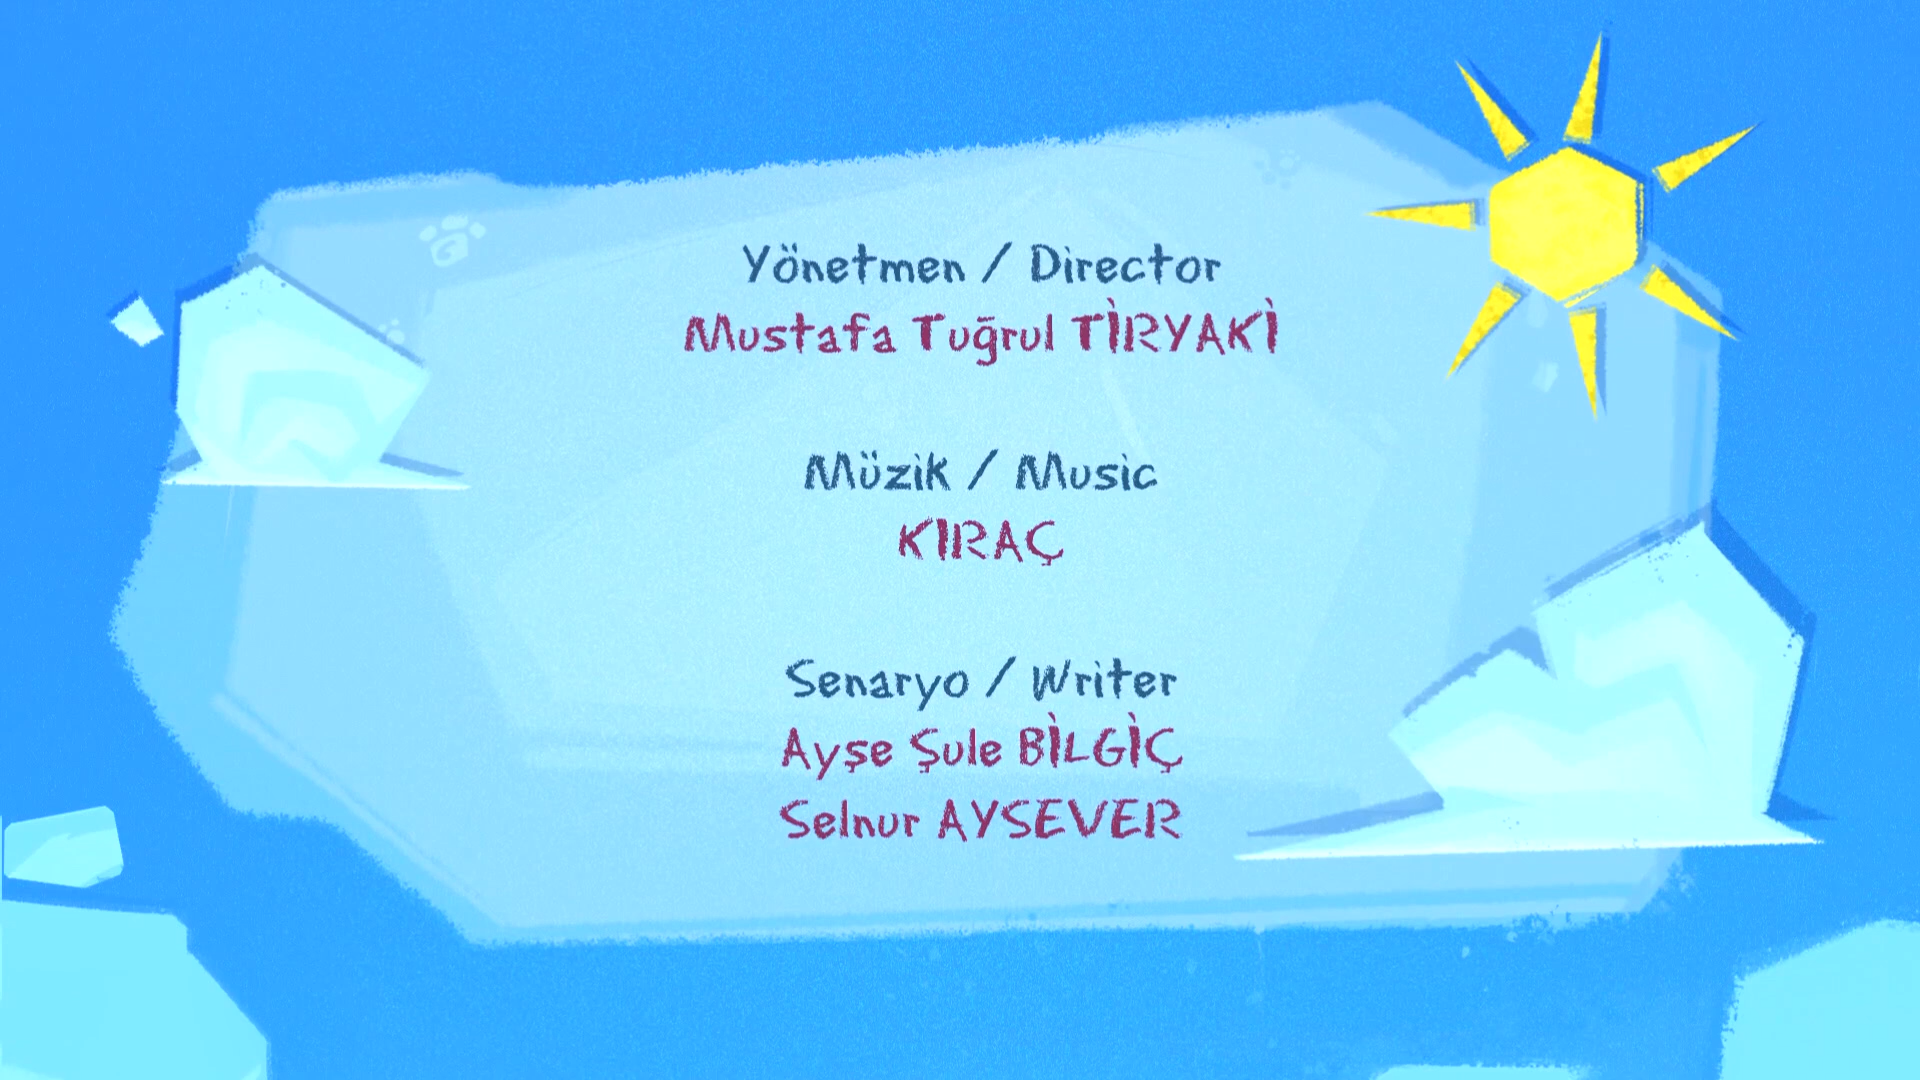 Yönetmen / Director
Mustafa Tuğrul TİRYAKİ
Müzik / Music
KIRAÇ
Senaryo / Writer
Ayşe Şule BİLGİÇ
Selnur AYSEVER